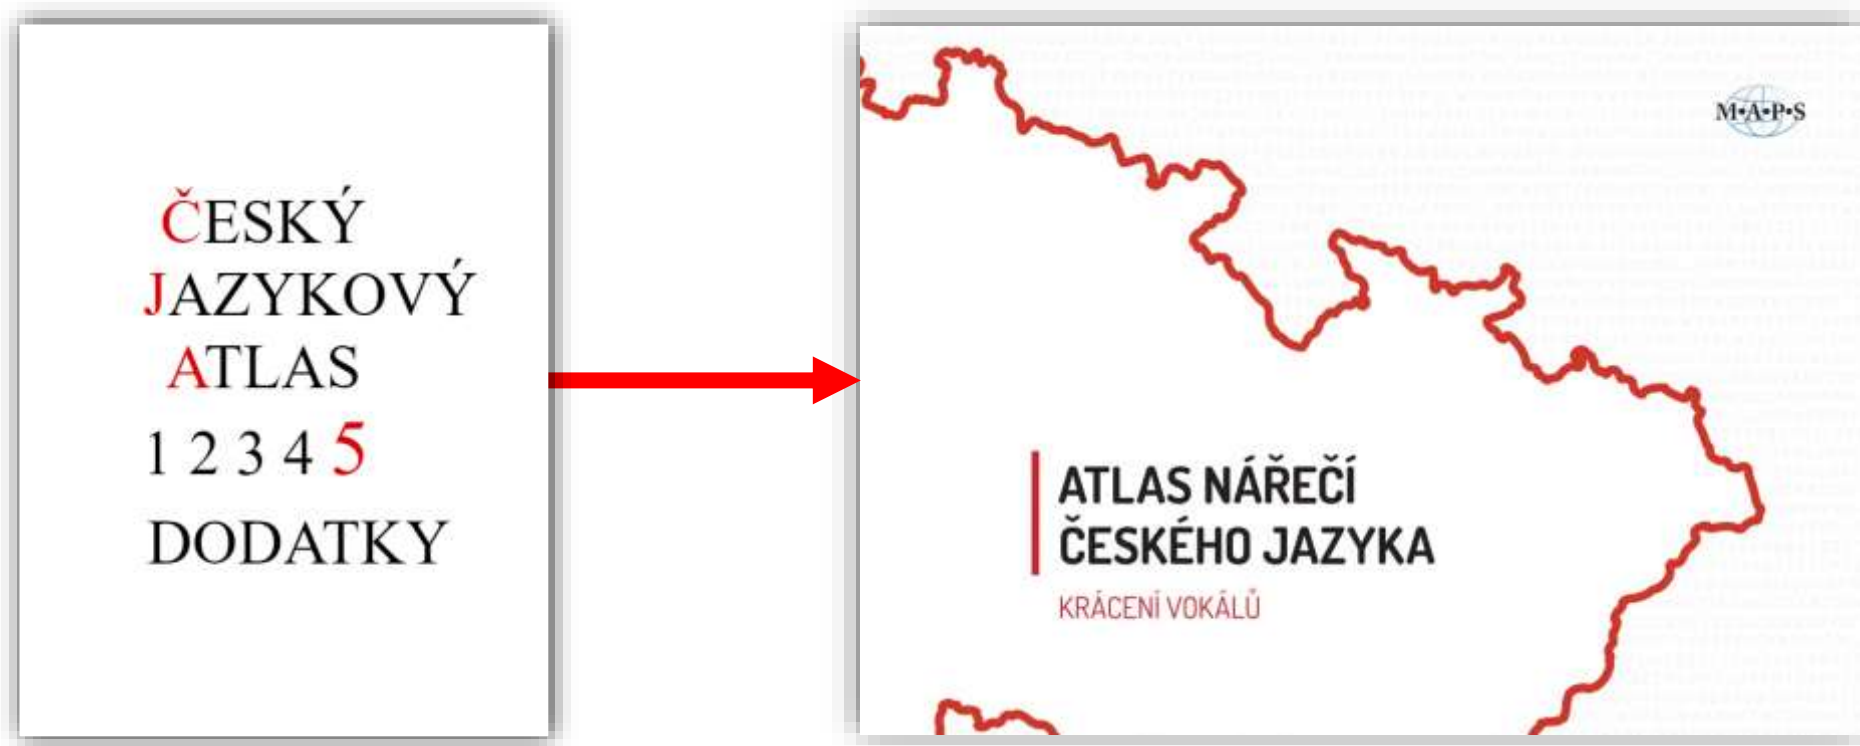 ČESKÝ
JAZYKOVÝ
ATLAS
1 2 3 4 5
DODATKY
M•A•P•S
ATLAS NÁŘEČÍ
ČESKÉHO JAZYKA
KRÁCENÍ VOKÁLŮ